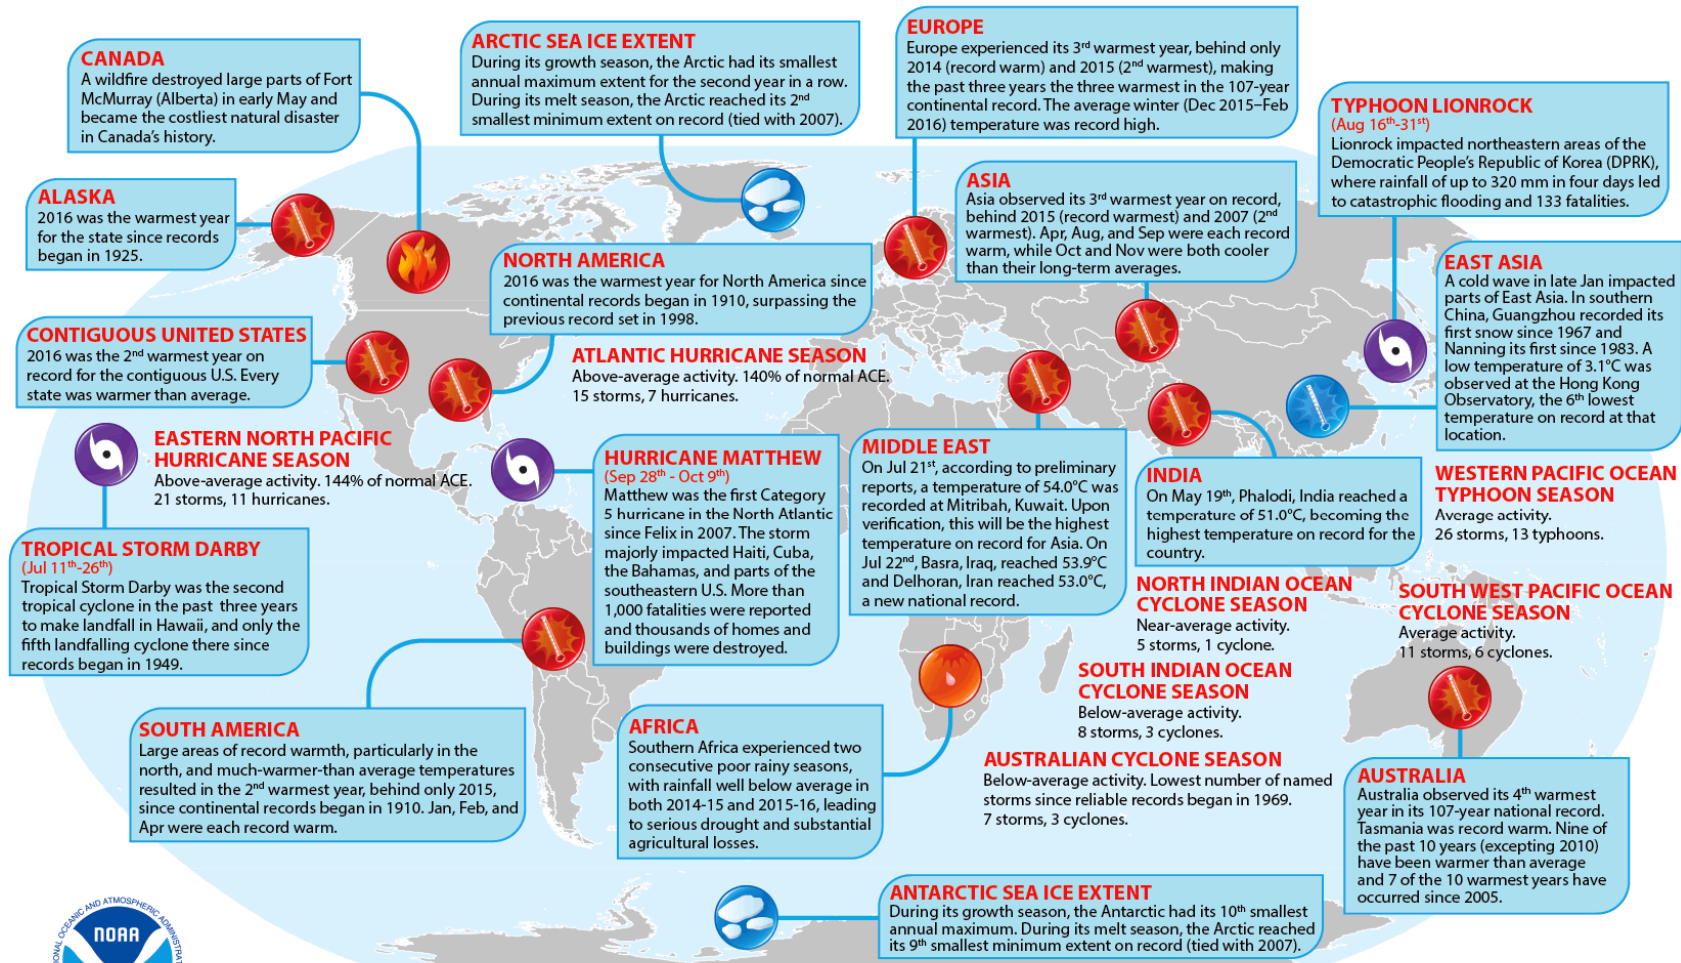 CANADA
A wildfire destroyed large parts of Fort
McMurray (Alberta) in early May and
became the costliest natural disaster
in Canada's history.
ARCTIC SEA ICE EXTENT
During its growth season, the Arctic had its smallest
annual maximum extent for the second year in a row.
During its melt season, the Arctic reached its 2nd
smallest minimum extent on record (tied with 2007).
EUROPE
Europe experienced its 3rd warmest year, behind only
2014 (record warm) and 2015 (2nd warmest), making
the past three years the three warmest in the 107-year
continental record. The average winter (Dec 2015–Feb
2016) temperature was record high.
TYPHOON LIONROCK
(Aug 16th-31st)
Lionrock impacted northeastern areas of the
Democratic People's Republic of Korea (DPRK),
where rainfall of up to 320 mm in four days led
to catastrophic flooding and 133 fatalities.
ALASKA
2016 was the warmest year
for the state since records
began in 1925.
ASIA
Asia observed its 3rd warmest year on record,
behind 2015 (record warmest) and 2007 (2nd
warmest). Apr, Aug, and Sep were each record
warm, while Oct and Nov were both cooler
than their long-term averages.
NORTH AMERICA
2016 was the warmest year for North America since
continental records began in 1910, surpassing the
previous record set in 1998.
EAST ASIA
A cold wave in late Jan impacted
parts of East Asia. In southern
China, Guangzhou recorded its
first snow since 1967 and
Nanning its first since 1983. A
low temperature of 3.1°C was
observed at the Hong Kong
Observatory, the 6th lowest
temperature on record at that
location.
CONTIGUOUS UNITED STATES
2016 was the 2nd warmest year on
record for the contiguous U.S. Every
state was warmer than average.
ATLANTIC HURRICANE SEASON
Above-average activity. 140% of normal ACE.
15 storms, 7 hurricanes.
EASTERN NORTH PACIFIC
HURRICANE SEASON
Above-average activity. 144% of normal ACE.
21 storms, 11 hurricanes.
HURRICANE MATTHEW
(Sep 28th - Oct 9th)
Matthew was the first Category
5 hurricane in the North Atlantic
since Felix in 2007. The storm
majorly impacted Haiti, Cuba,
the Bahamas, and parts of the
southeastern U.S. More than
1,000 fatalities were reported
and thousands of homes and
buildings were destroyed.
MIDDLE EAST
On Jul 21st, according to preliminary
reports, a temperature of 54.0°C was
recorded at Mitribah, Kuwait. Upon
verification, this will be the highest
temperature on record for Asia. On
Jul 22nd, Basra, Iraq, reached 53.9°C
and Delhoran, Iran reached 53.0°C,
a new national record.
INDIA
On May 19th, Phalodi, India reached a
temperature of 51.0°C, becoming the
highest temperature on record for the
country.
WESTERN PACIFIC OCEAN
TYPHOON SEASON
Average activity.
26 storms, 13 typhoons.
TROPICAL STORM DARBY
(Jul 11th-26th)
Tropical Storm Darby was the second
tropical cyclone in the past three years
to make landfall in Hawaii, and only the
fifth landfalling cyclone there since
records began in 1949.
NORTH INDIAN OCEAN
CYCLONE SEASON
Near-average activity.
5 storms, 1 cyclone.
SOUTH WEST PACIFIC OCEAN
CYCLONE SEASON
Average activity.
11 storms, 6 cyclones.
SOUTH INDIAN OCEAN
CYCLONE SEASON
Below-average activity.
8 storms, 3 cyclones.
SOUTH AMERICA
Large areas of record warmth, particularly in the
north, and much-warmer-than average temperatures
resulted in the 2nd warmest year, behind only 2015,
since continental records began in 1910. Jan, Feb, and
Apr were each record warm.
AFRICA
Southern Africa experienced two
consecutive poor rainy seasons,
with rainfall well below average in
both 2014-15 and 2015-16, leading
to serious drought and substantial
agricultural losses.
AUSTRALIAN CYCLONE SEASON
Below-average activity. Lowest number of named
storms since reliable records began in 1969.
7 storms, 3 cyclones.
AUSTRALIA
Australia observed its 4th warmest
year in its 107-year national record.
Tasmania was record warm. Nine of
the past 10 years (excepting 2010)
have been warmer than average
and 7 of the 10 warmest years have
occurred since 2005.
ANTARCTIC SEA ICE EXTENT
During its growth season, the Antarctic had its 10th smallest
annual maximum. During its melt season, the Arctic reached
its 9th smallest minimum extent on record (tied with 2007).
OCEANIC AND ATMOSPHERIC
NOAA